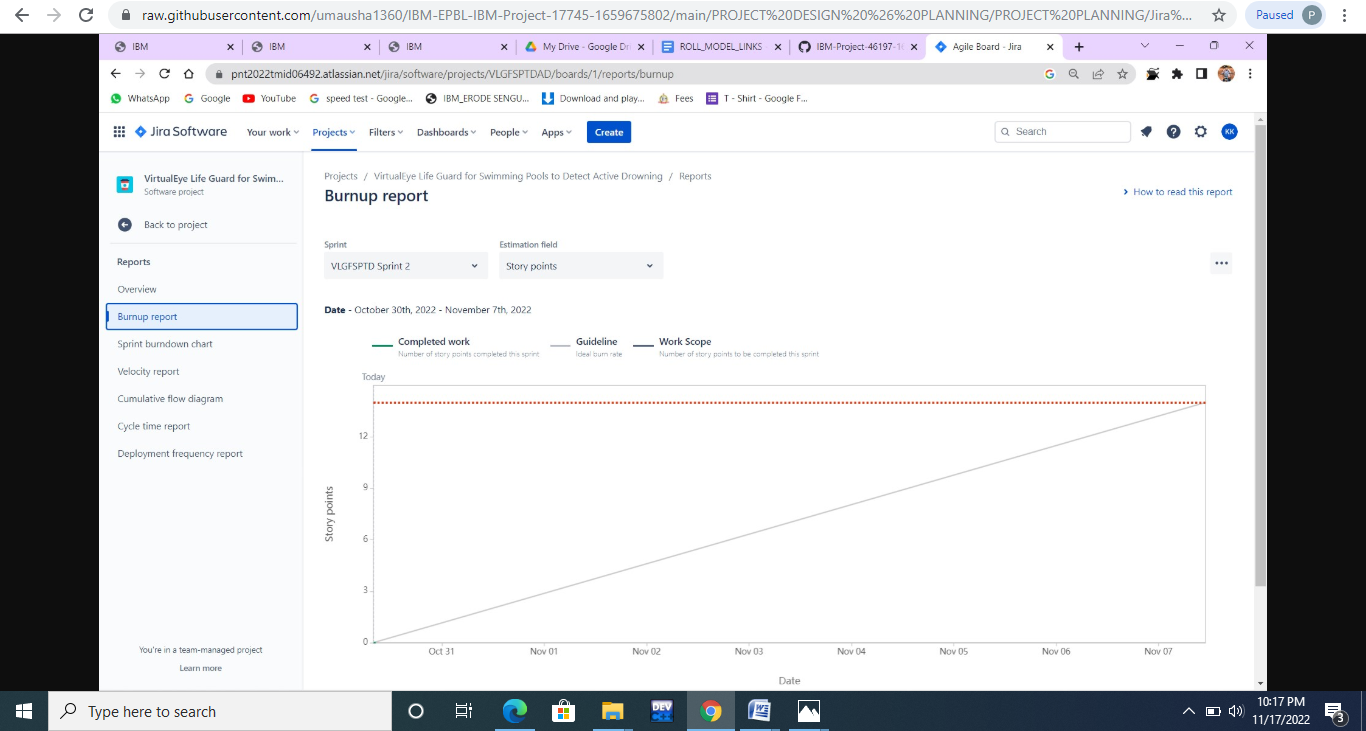 raw.githubusercontent.com/umausha1360/IBM-EPBL-IBM-Project-17745-1659675802/main/PROJECT%20DESIGN%20%26%20PLANNING/PROJECT%20PLANNING/Jira%... Paused P
IBM IBM IBM My Drive - Google Dr ROLL_MODEL_LINKS IBM-Project-46197-16 Agile Board - Jira
pnt2022tmid06492.atlassian.net/jira/software/projects/VLGFSPTDAD/boards/1/reports/burnup
WhatsApp Google YouTube speed test - Google... IBM_ERODE SENGU... Download and play... Fees T - Shirt - Google F...
Jira Software Your work Projects Filters Dashboards People Apps Create Search KK
VirtualEye Life Guard for Swim...
Software project
Back to project
Reports
Overview
Burnup report
Sprint burndown chart
Velocity report
Cumulative flow diagram
Cycle time report
Deployment frequency report
You're in a team-managed project
Learn more
Projects / VirtualEye Life Guard for Swimming Pools to Detect Active Drowning / Reports
Burnup report
How to read this report
Sprint Estimation field
VLGFSPTD Sprint 2 Story points
Date - October 30th, 2022 - November 7th, 2022
Completed work Guideline Work Scope
Number of story points completed this sprint Ideal burn rate Number of story points to be completed this sprint
Today
12
9
6
3
0
Story points
Oct 31 Nov 01 Nov 02 Nov 03 Nov 04 Nov 05 Nov 06 Nov 07
Date
Type here to search
DEV
W
10:17 PM
11/17/2022
3